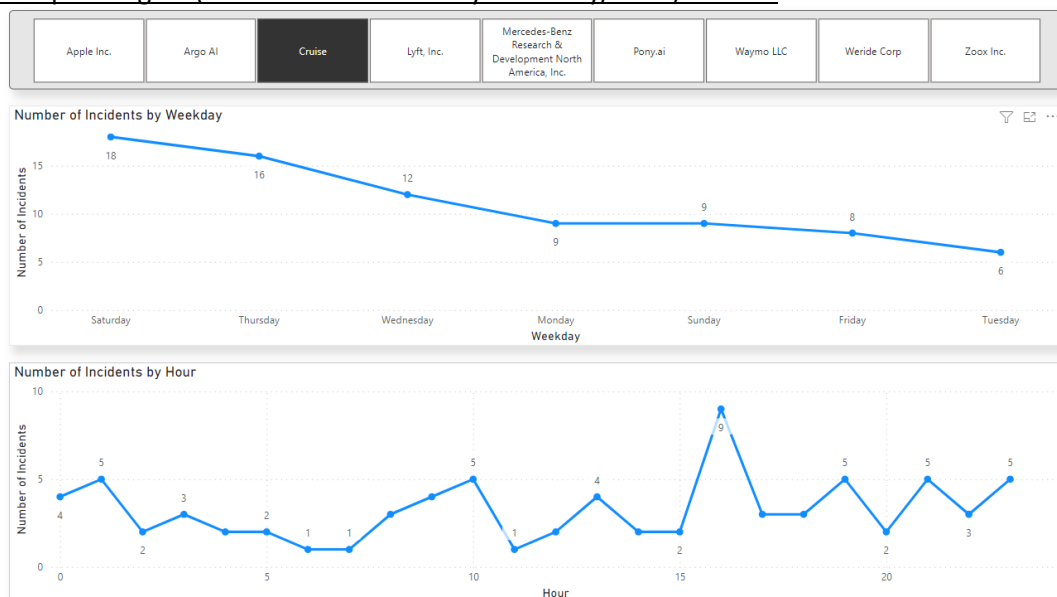 Apple Inc.
Argo AI
Cruise
Lyft, Inc.
Mercedes-Benz
Research &
Development North
America, Inc.
Pony.ai
Waymo LLC
Weride Corp
Zoox Inc.
Number of Incidents by Weekday
Number of Incidents
15
10
5
0
18
16
12
9
9
8
6
Saturday
Thursday
Wednesday
Monday
Sunday
Friday
Tuesday
Weekday
Number of Incidents by Hour
Number of Incidents
10
5
0
4
5
2
3
2
1
1
5
1
4
2
9
5
2
5
3
5
0
5
10
15
20
Hour